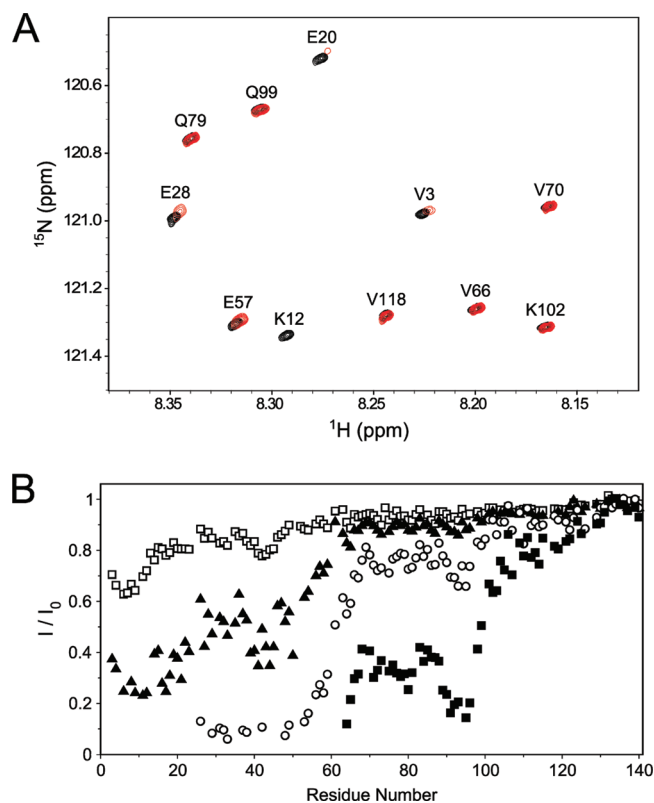 A
E20
120.6
Q99
Q79
120.8
E28
V3
V70
121.0
15N (ppm)
121.2
E57
K12
V118
V66
K102
121.4
8.35
8.30
8.25
8.20
8.15
1H (ppm)
B
1
0.8
0.6
I / I0
0.4
0.2
0
0
20
40
60
80
100
120
140
Residue Number